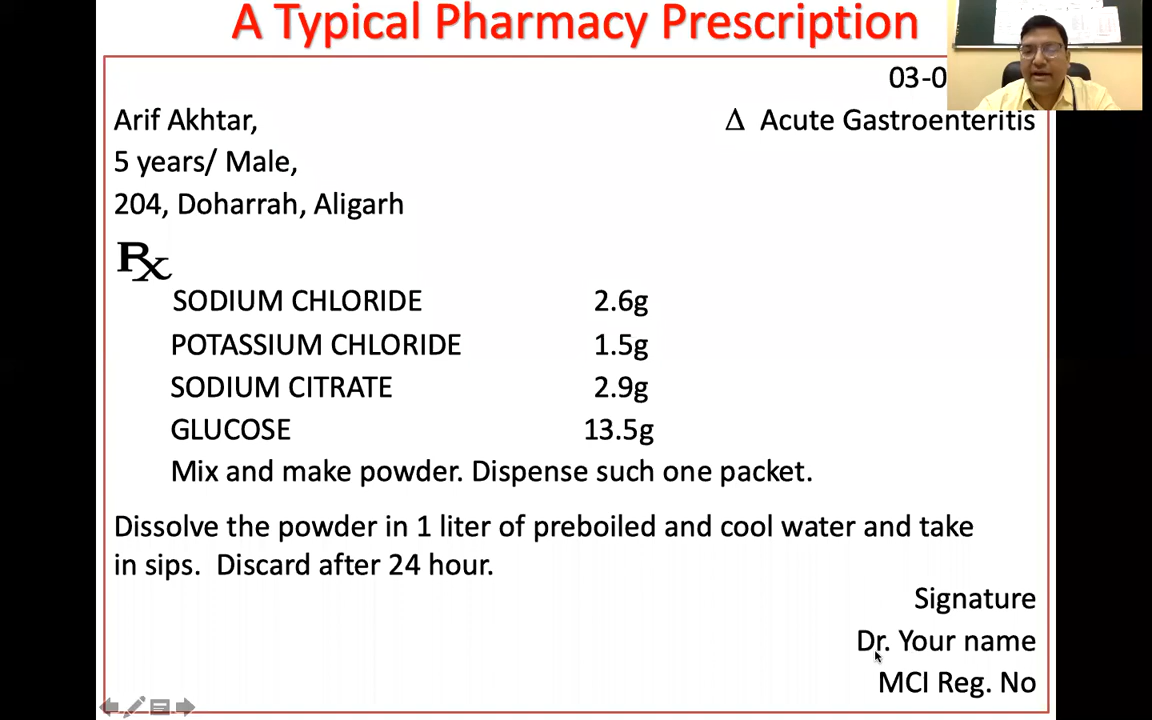 A Typical Pharmacy Prescription
03-0
Arif Akhtar,
Δ Acute Gastroenteritis
5 years/ Male,
204, Doharrah, Aligarh
Rx
SODIUM CHLORIDE 2.6g
POTASSIUM CHLORIDE 1.5g
SODIUM CITRATE 2.9g
GLUCOSE 13.5g
Mix and make powder. Dispense such one packet.
Dissolve the powder in 1 liter of preboiled and cool water and take
in sips. Discard after 24 hour.
Signature
Dr. Your name
MCI Reg. No